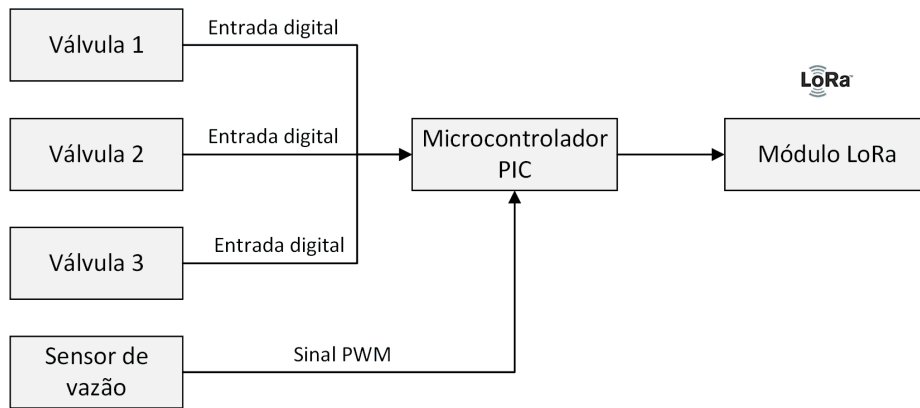 Válvula 1
Entrada digital
LoRa
Válvula 2
Entrada digital
Microcontrolador
PIC
Módulo LoRa
Válvula 3
Entrada digital
Sensor de
vazão
Sinal PWM